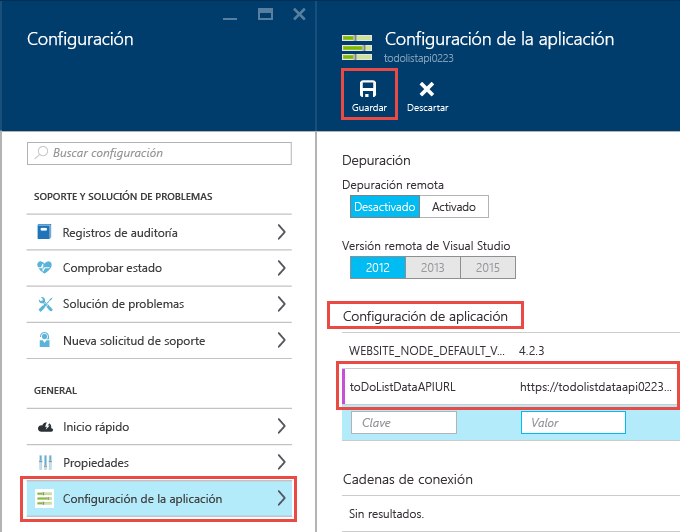 Configuración
Buscar configuración
SOPORTE Y SOLUCIÓN DE PROBLEMAS
Registros de auditoría
Comprobar estado
Solución de problemas
Nueva solicitud de soporte
GENERAL
Inicio rápido
Propiedades
Configuración de la aplicación
Configuración de la aplicación
todolistapi0223
Guardar
Descartar
Depuración
Depuración remota
Desactivado Activado
Versión remota de Visual Studio
2012 2013 2015
Configuración de aplicación
WEBSITE_NODE_DEFAULT_V... 4.2.3
toDoListDataAPIURL https://todolistdataapi0223...
Clave Valor
Cadenas de conexión
Sin resultados.